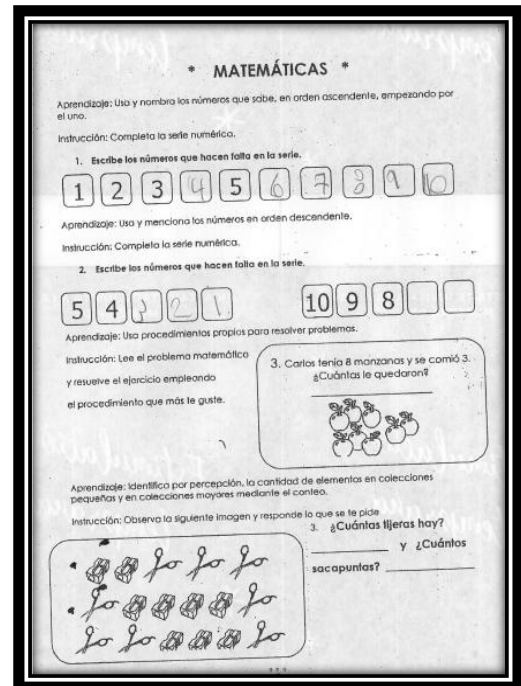 * MATEMÁTICAS *
Aprendizaje: Usa y nombra los números que sabe, en orden ascendente, empezando por
el uno.
Instrucción: Completa la serie numérica.
1. Escribe los números que hacen falta en la serie.
1 2 3 4 5 6 7 8 9 10
Aprendizaje: Usa y menciona los números en orden descendente.
Instrucción: Completa la serie numérica.
2. Escribe los números que hacen falta en la serie.
5 4 3 2 1 10 9 8
Aprendizaje: Usa procedimientos propios para resolver problemas.
Instrucción: Lee el problema matemático
y resuelve el ejercicio empleando
el procedimiento que más te guste.
3. Carlos tenía 8 manzanas y se comió 3.
¿Cuántas le quedaron?
Aprendizaje: Identifica por percepción, la cantidad de elementos en colecciones
pequeñas y en colecciones mayores mediante el conteo.
Instrucción: Observa la siguiente imagen y responde lo que se te pide
3. ¿Cuántas tijeras hay?
y ¿Cuántos
sacapuntas?